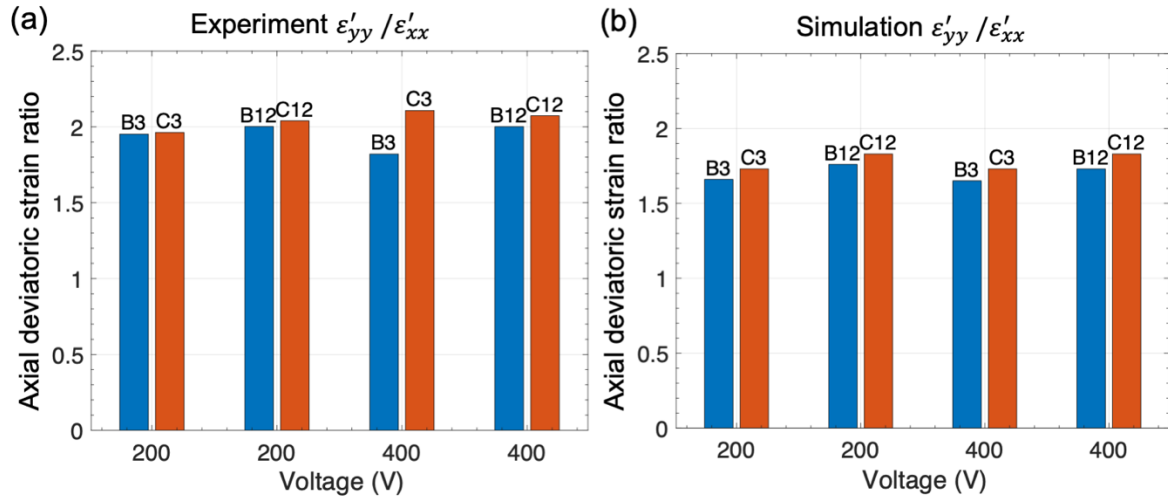 (a) Experiment ε′yy /ε′xx
Axial deviatoric strain ratio
2.5
2
1.5
1
0.5
0
B3 C3
B12 C12
B3 C3
B12 C12
200 200 400 400
Voltage (V)
(b) Simulation ε′yy/ε′xx
Axial deviatoric strain ratio
2.5
2
1.5
1
0.5
0
B3 C3
B12 C12
B3 C3
B12 C12
200 200 400 400
Voltage (V)